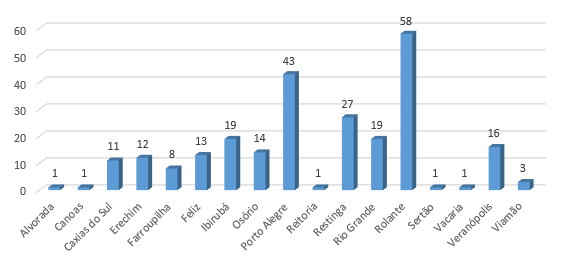 60
50
40
30
20
10
0
1
1
11
12
8
13
19
14
43
1
27
19
58
1
1
16
3
Alvorada
Canoas
Caxias do Sul
Erechim
Farroupilha
Feliz
Ibirubá
Osório
Porto Alegre
Reitoria
Restinga
Rio Grande
Rolante
Sertão
Vacaria
Veranópolis
Viamão